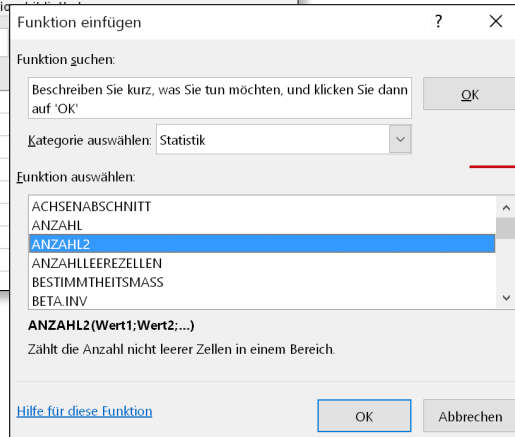 Funktion einfügen ? ×
Funktion suchen:
Beschreiben Sie kurz, was Sie tun möchten, und klicken Sie dann
auf 'OK'
OK
Kategorie auswählen: Statistik
Funktion auswählen:
ACHSENABSCHNITT
ANZAHL
ANZAHL2
ANZAHLLEEREZELLEN
BESTIMMTHEITSMASS
BETA.INV
ANZAHL2(Wert1;Wert2;...)
Zählt die Anzahl nicht leerer Zellen in einem Bereich.
Hilfe für diese Funktion
OK Abbrechen